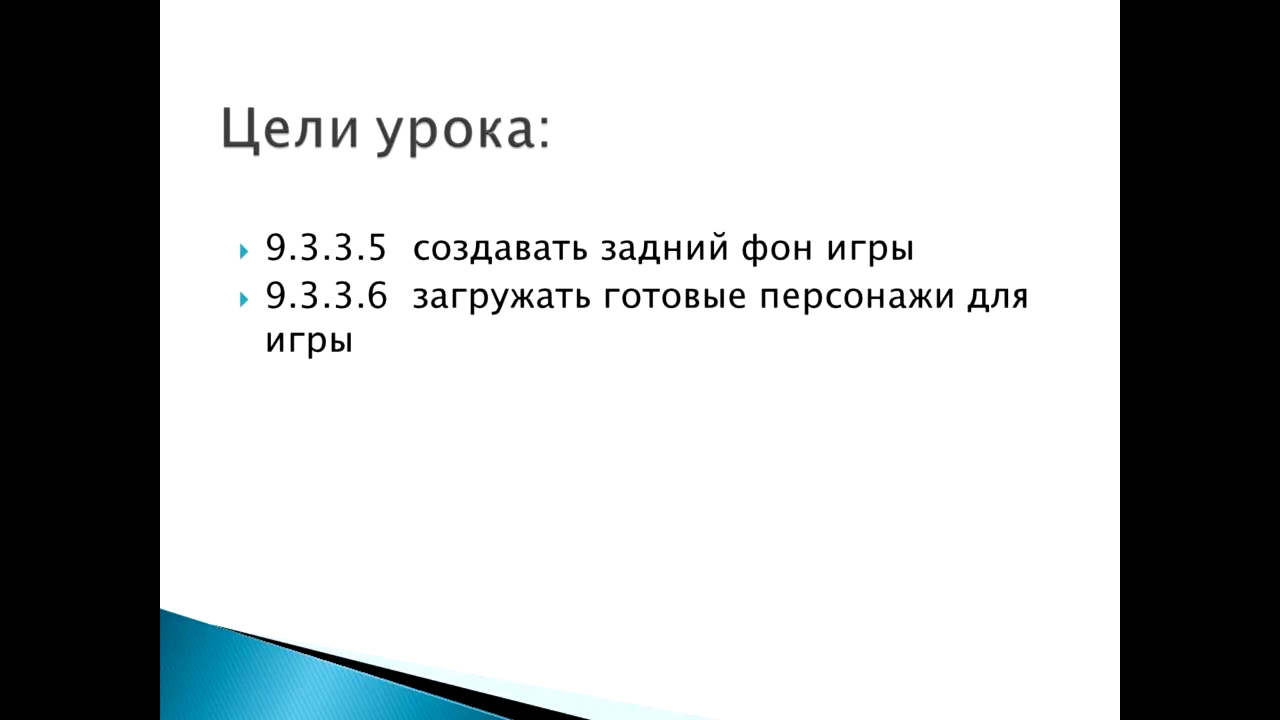 Цели урока:
9.3.3.5 создавать задний фон игры
9.3.3.6 загружать готовые персонажи для
игры